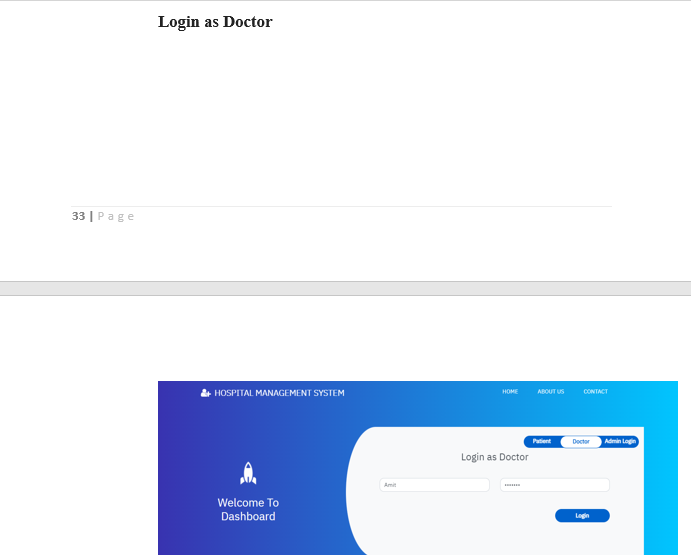 Login as Doctor
33 | Page
HOSPITAL MANAGEMENT SYSTEM
HOME ABOUT US CONTACT
Patient Doctor Admin Login
Login as Doctor
Amit •••••••
Login
Welcome To
Dashboard